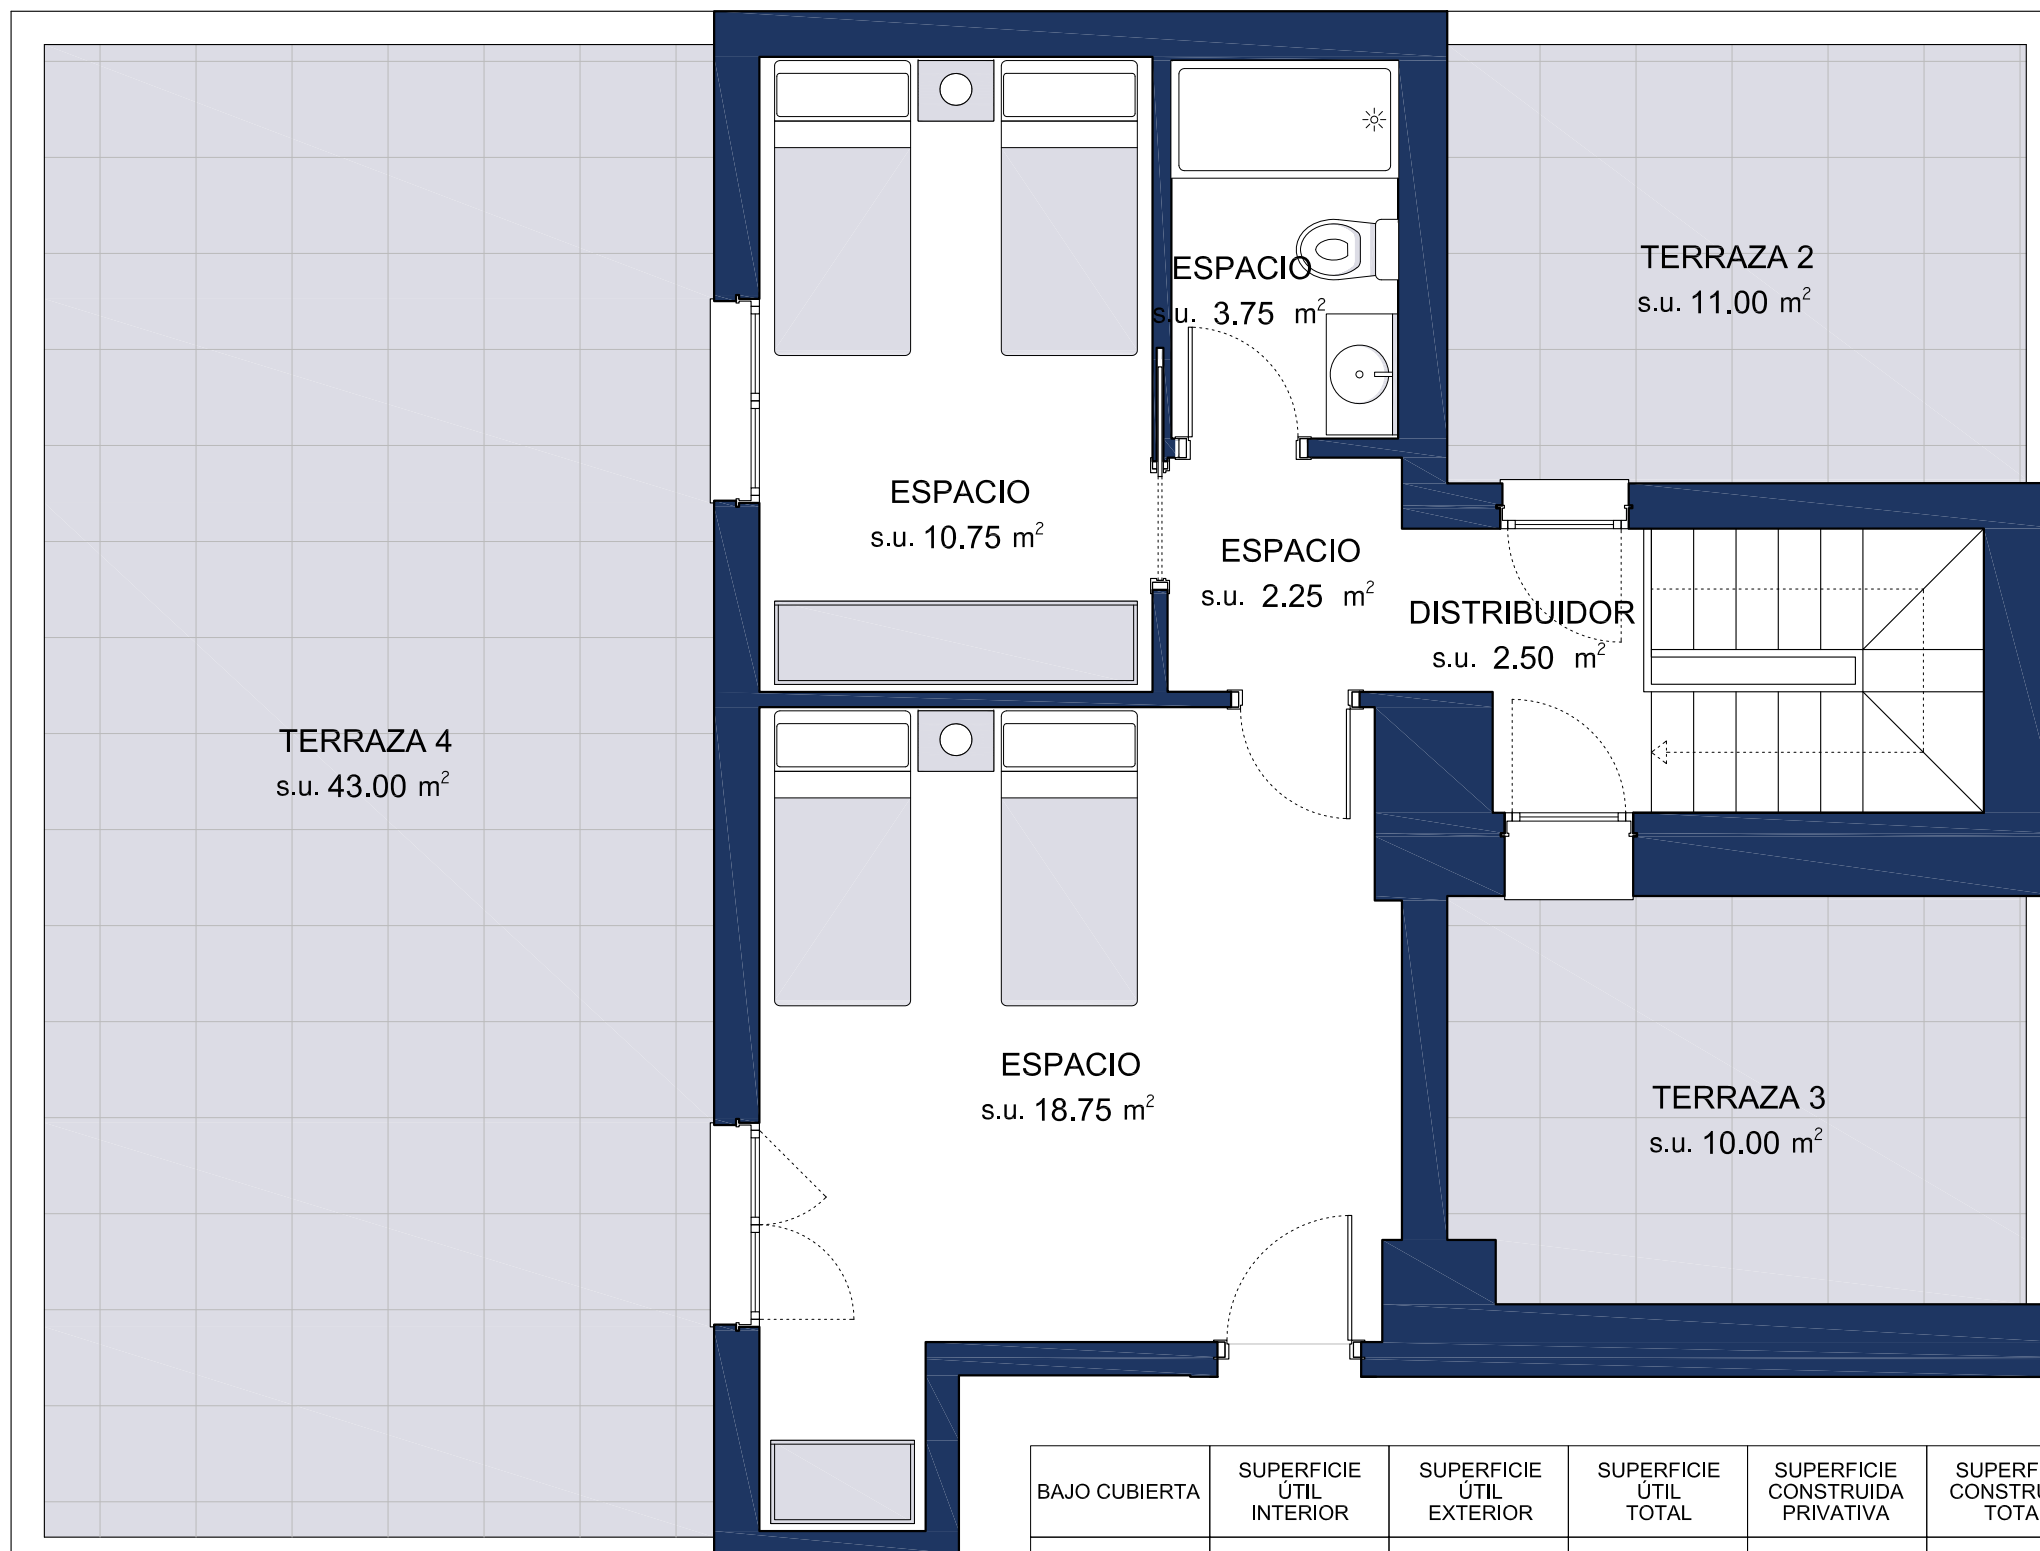 TERRAZA 2
s.u. 11.00 m²
ESPACIO
s.u. 3.75 m²
ESPACIO
s.u. 10.75 m²
ESPACIO
s.u. 2.25 m²
DISTRIBUIDOR
s.u. 2.50 m²
TERRAZA 4
s.u. 43.00 m²
ESPACIO
s.u. 18.75 m²
TERRAZA 3
s.u. 10.00 m²
BAJO CUBIERTA
SUPERFICIE
ÚTIL
INTERIOR
SUPERFICIE
ÚTIL
EXTERIOR
SUPERFICIE
ÚTIL
TOTAL
SUPERFICIE
CONSTRUIDA
PRIVATIVA